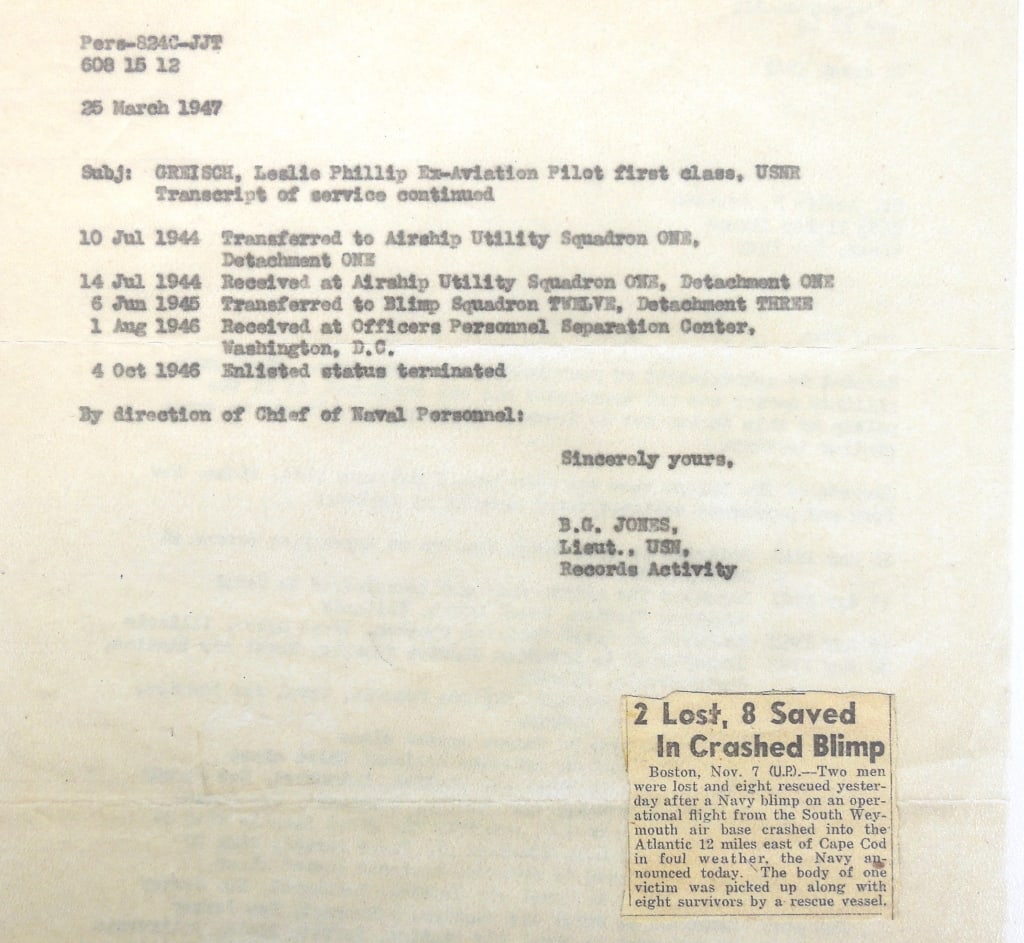 Pers-824C-JJT
608 15 12
25 March 1947
Subj: GREISCH, Leslie Phillip Ex-Aviation Pilot first class, USNR
Transcript of service continued
10 Jul 1944 Transferred to Airship Utility Squadron ONE,
Detachment ONE
14 Jul 1944 Received at Airship Utility Squadron ONE, Detachment ONE
6 Jun 1945 Transferred to Blimp Squadron TWELVE, Detachment THREE
1 Aug 1946 Received at Officers Personnel Separation Center,
Washington, D.C.
4 Oct 1946 Enlisted status terminated
By direction of Chief of Naval Personnel:
Sincerely yours,
B.G. JONES,
Lieut., USN,
Records Activity
2 Lost, 8 Saved
In Crashed Blimp
Boston, Nov. 7 (U.P.).—Two men
were lost and eight rescued yester-
day after a Navy blimp on an oper-
ational flight from the South Wey-
mouth air base crashed into the
Atlantic 12 miles east of Cape Cod
in foul weather, the Navy an-
nounced today. The body of one
victim was picked up along with
eight survivors by a rescue vessel.